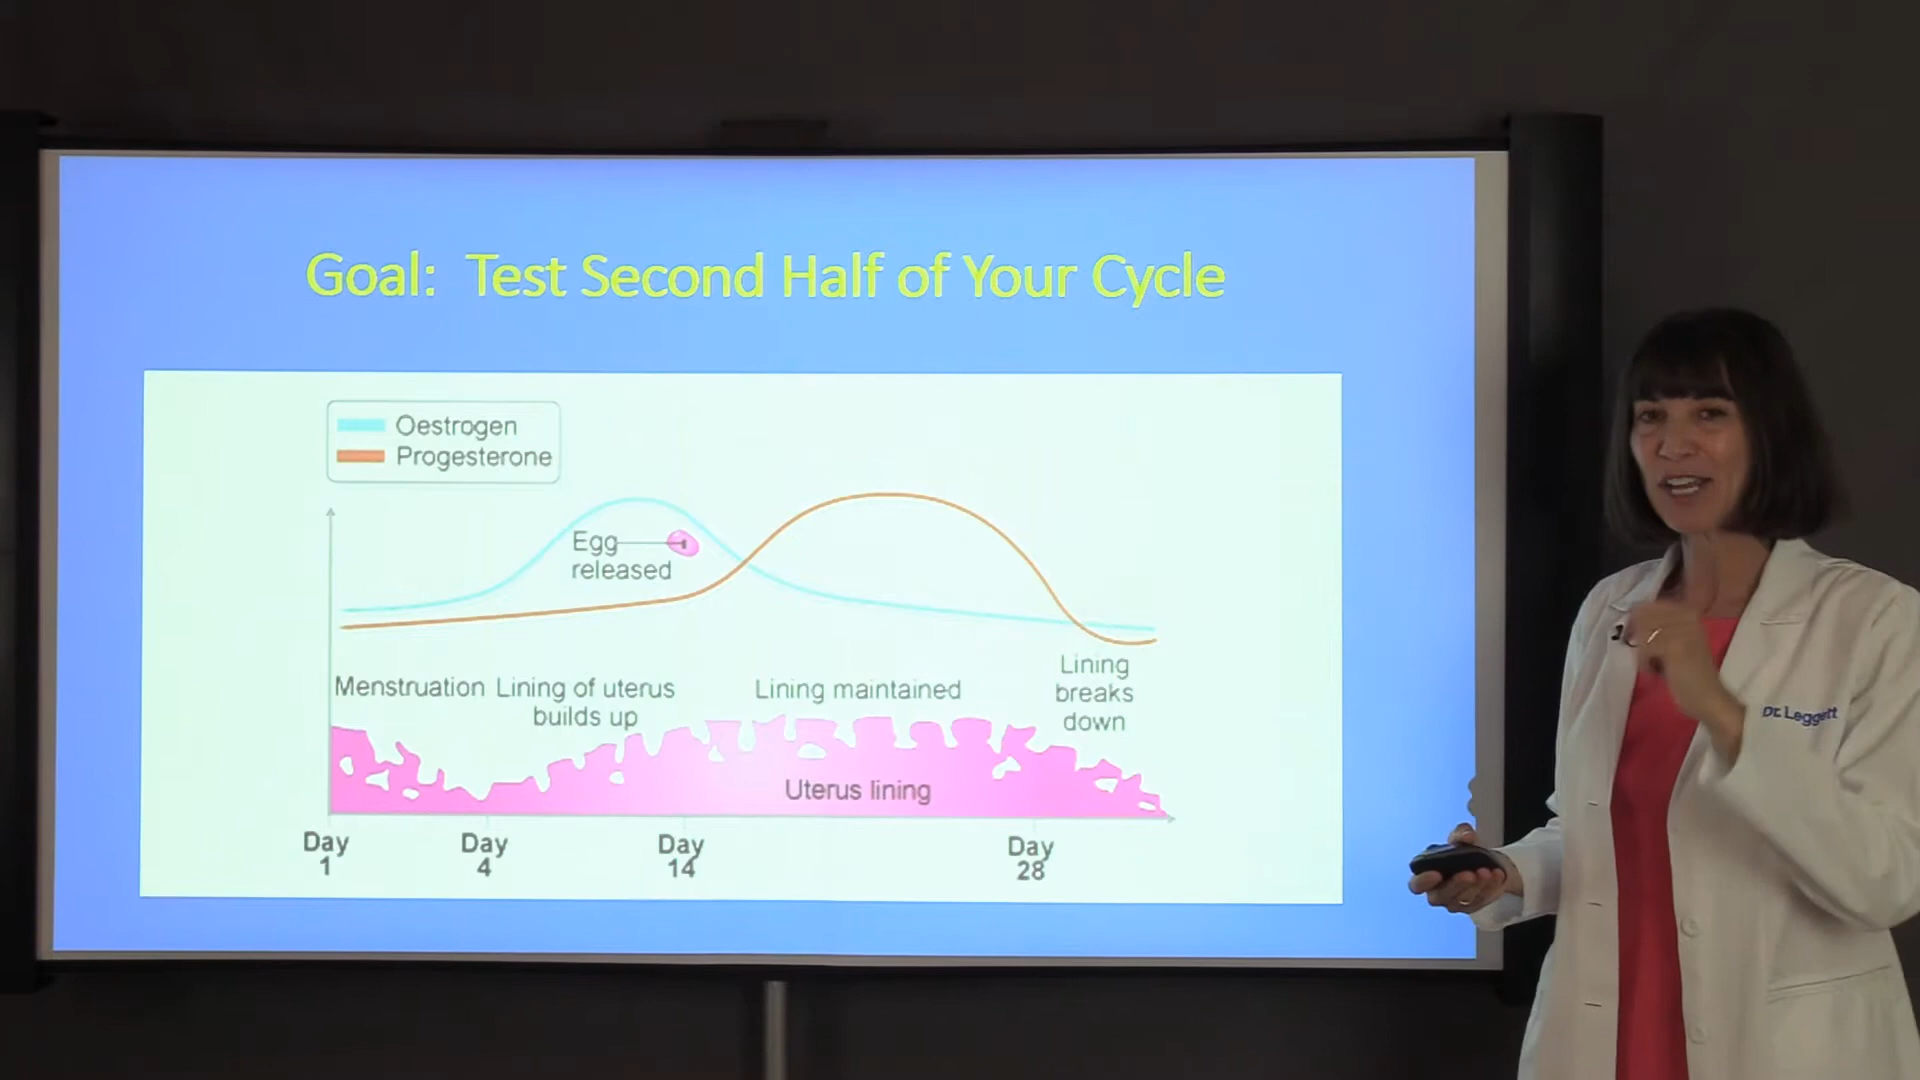 Goal: Test Second Half of Your Cycle
Oestrogen
Progesterone
Egg
released
Menstruation
Lining of uterus
builds up
Lining maintained
Lining
breaks
down
Uterus lining
Day
1
Day
4
Day
14
Day
28
Dr. Leggett